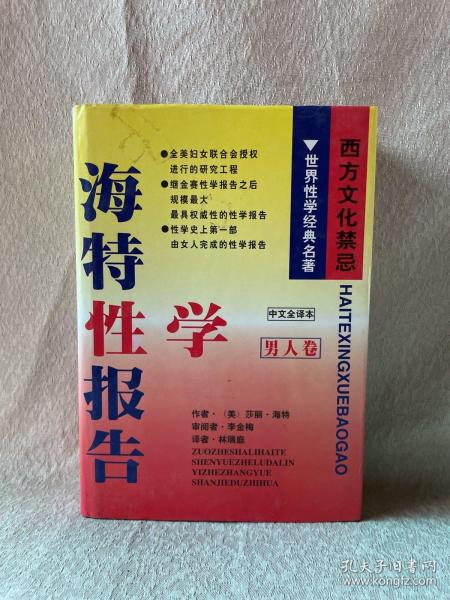 西方文化禁忌
▼世界性学经典名著
●全美妇女联合会授权
进行的研究工程
●继金赛性学报告之后
规模最大
最具权威性的性学报告
●性学史上第一部
由女人完成的性学报告
海特性学报告
中文全译本
男人卷
HAITEXINGXUEBAOGAO
作者·（美）莎丽·海特
审阅者·李金梅
译者·林瑞庭
ZUOZHESHALIHAITE
SHENYUEZHELUDALIN
YIZHEZHANGYUE
SHANJIEDUZHIHUA
孔夫子旧书网
www.kongfz.com